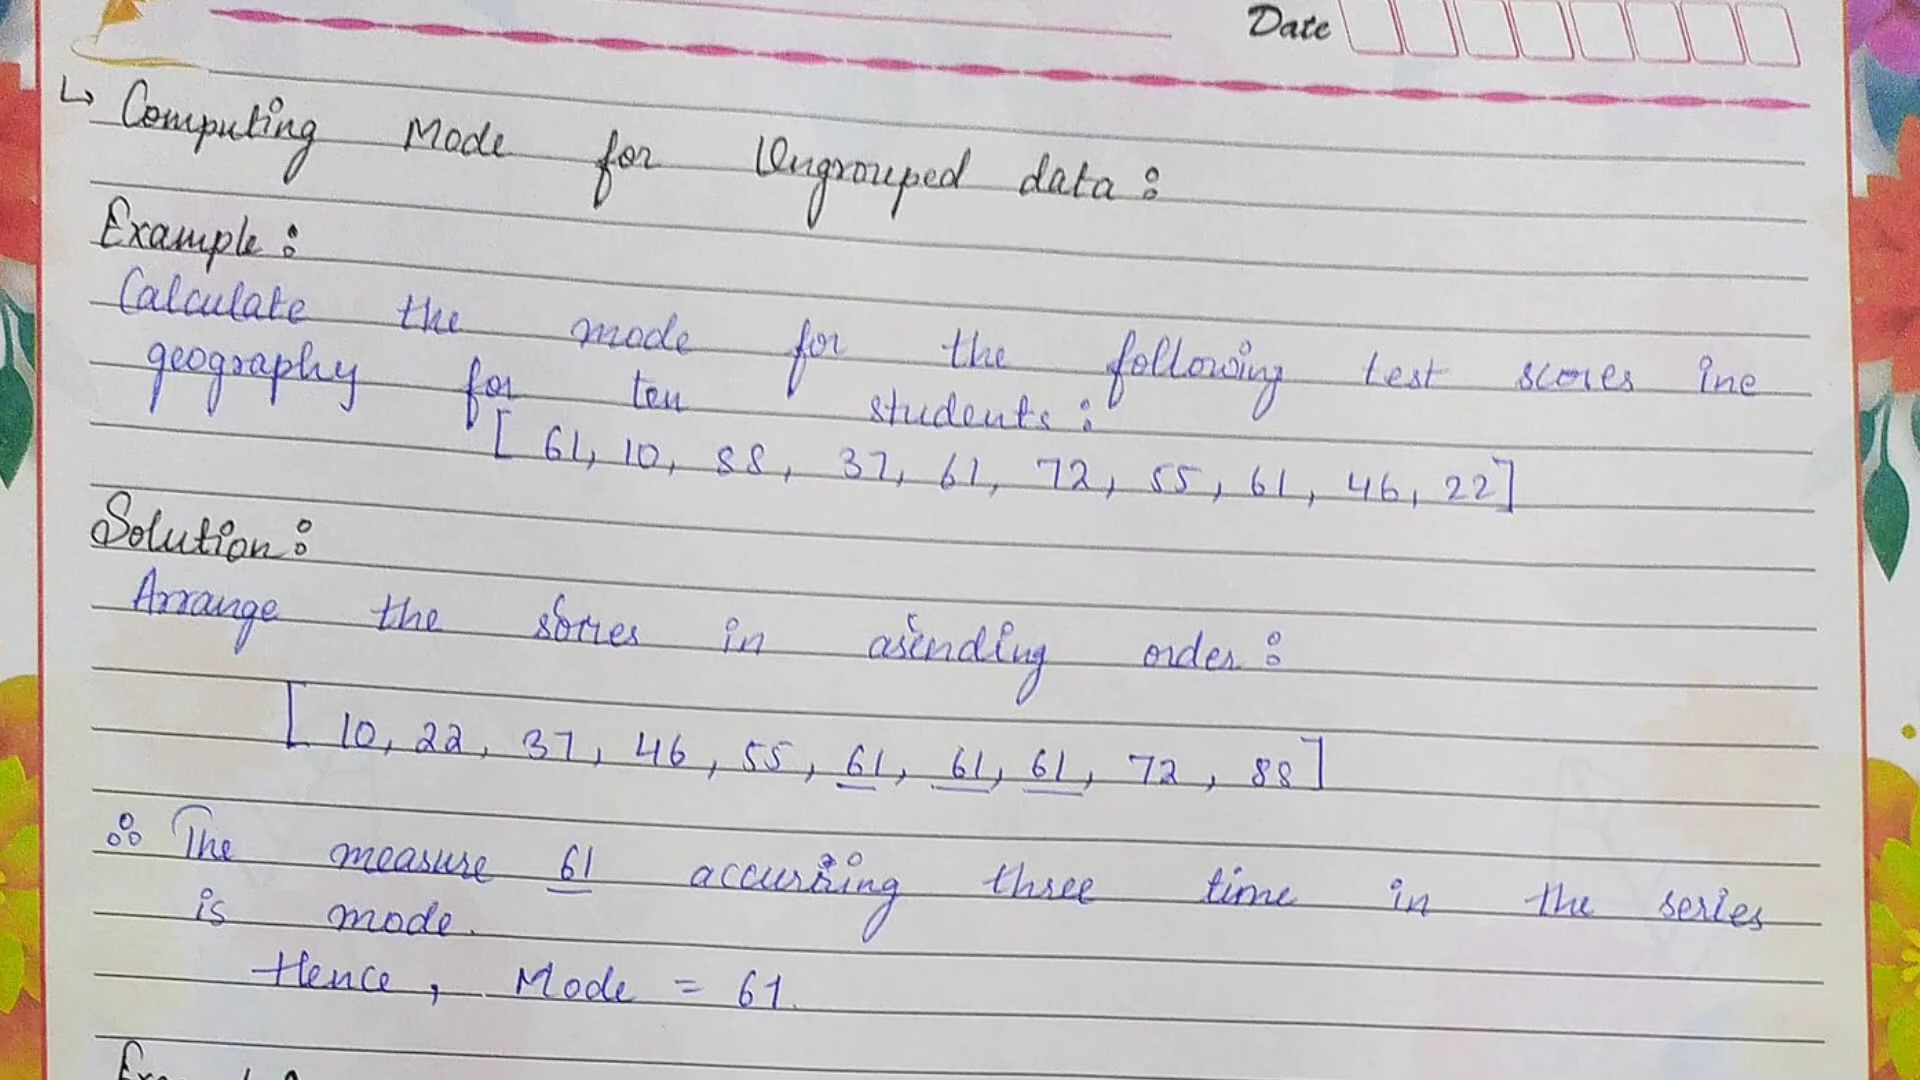 Date
↳ Computing Mode for Ungrouped data :
Example :
Calculate the mode for the following test scores ine
geography for ten students :
[ 61, 10, 88, 37, 61, 72, 55, 61, 46, 22]
Solution :
Arrange the in asending order :
[ 10, 22, 37, 46, 55, 61, 61, 61, 72, 88]
∴ The measure 61 accurring three time in the series
is mode.
Hence, Mode = 61.